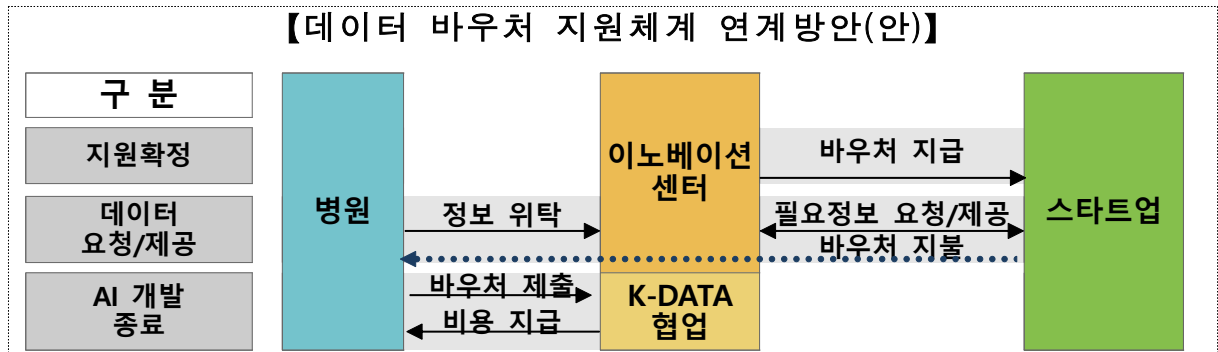 【데이터 바우처 지원체계 연계방안(안)】
구 분
지원확정
데이터
요청/제공
AI 개발
종료
병원
정보 위탁
바우처 제출
비용 지급
이노베이션
센터
K-DATA
협업
바우처 지급
필요정보 요청/제공
바우처 지불
스타트업